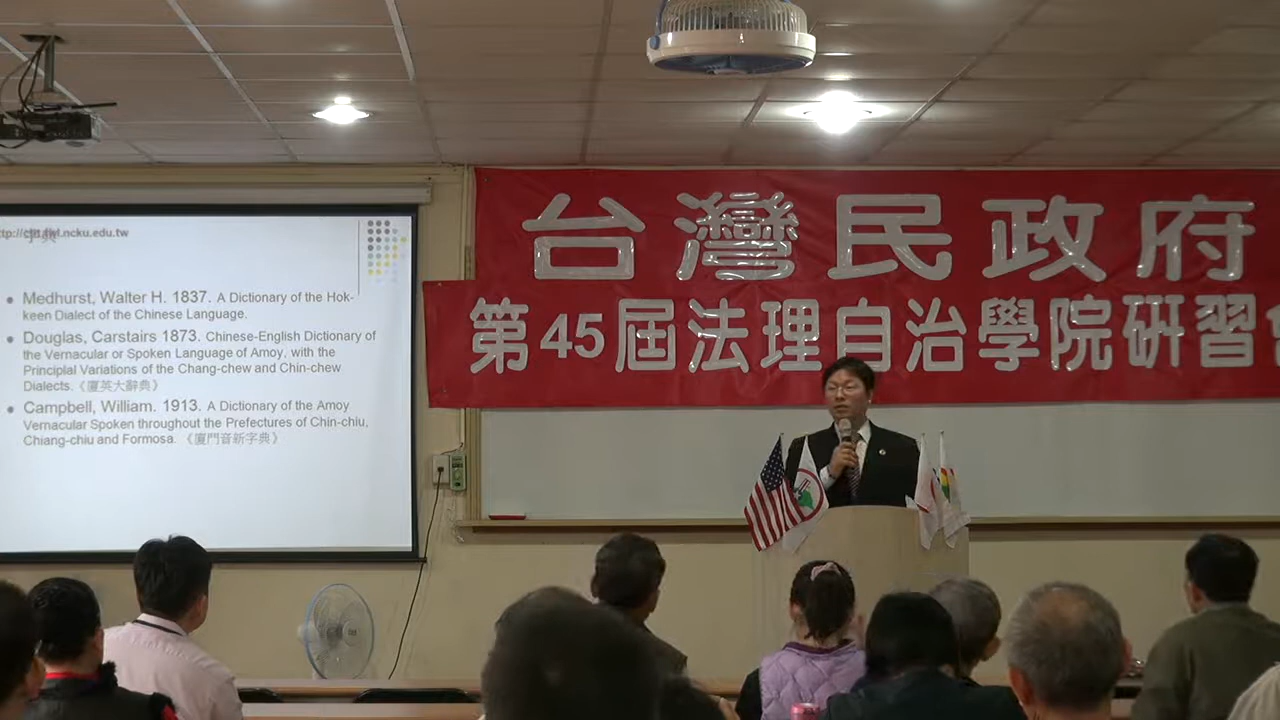 台灣民政府
第45屆法理自治學院研習會
字典
Medhurst, Walter H. 1837. A Dictionary of the Hok-
keen Dialect of the Chinese Language.
Douglas, Carstairs 1873. Chinese-English Dictionary of
the Vernacular or Spoken Language of Amoy, with the
Principlal Variations of the Chang-chew and Chin-chew
Dialects.《廈英大辭典》
Campbell, William. 1913. A Dictionary of the Amoy
Vernacular Spoken throughout the Prefectures of Chin-chiu,
Chiang-chiu and Formosa. 《廈門音新字典》